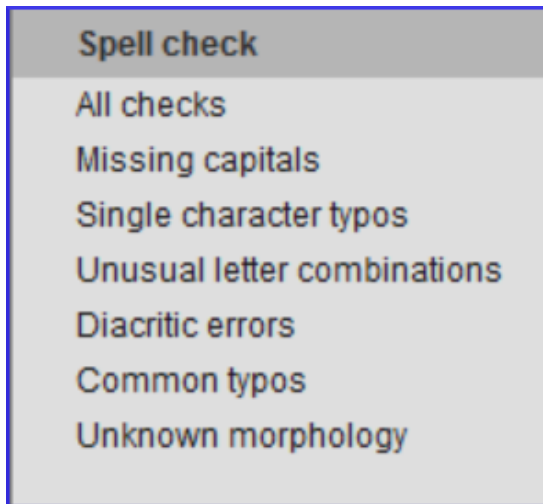 Spell check
All checks
Missing capitals
Single character typos
Unusual letter combinations
Diacritic errors
Common typos
Unknown morphology